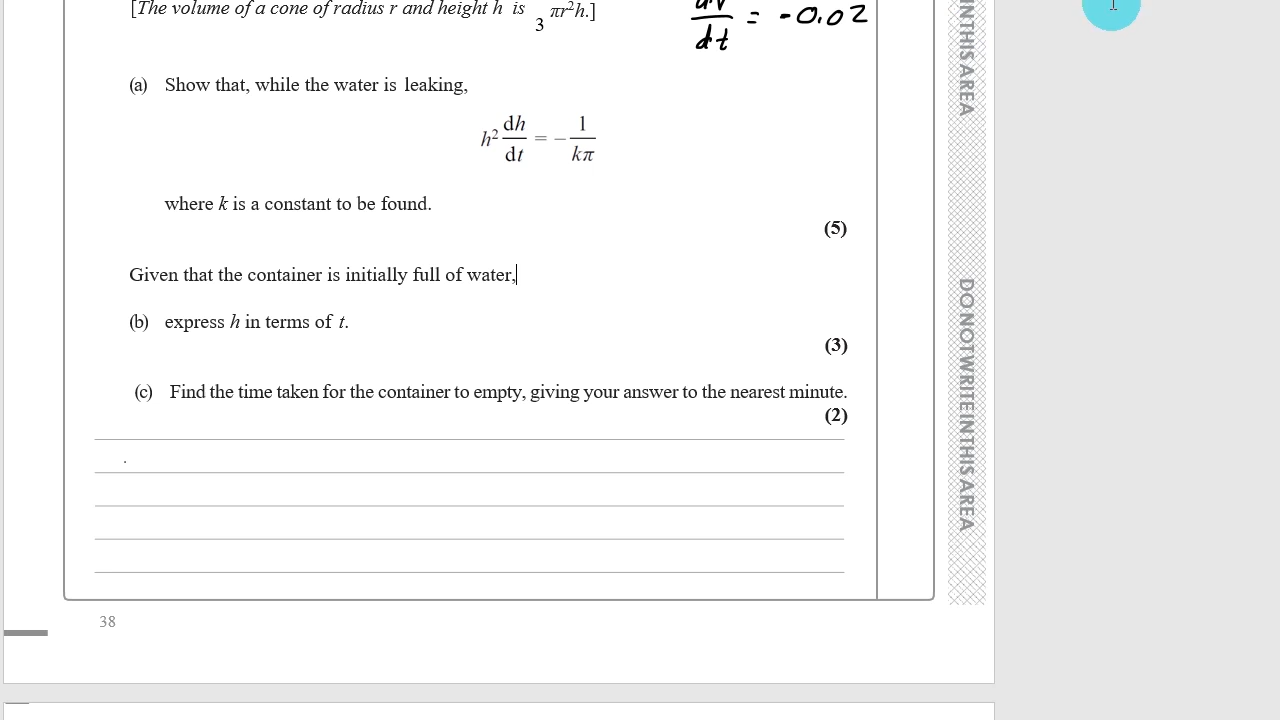 [The volume of a cone of radius r and height h is 3 πr²h.]
dV/dt = -0.02
(a) Show that, while the water is leaking,
h² dh/dt = − 1/kπ
where k is a constant to be found.
(5)
Given that the container is initially full of water,
(b) express h in terms of t.
(3)
(c) Find the time taken for the container to empty, giving your answer to the nearest minute.
(2)
38
IN THIS AREA
DO NOT WRITE IN THIS AREA